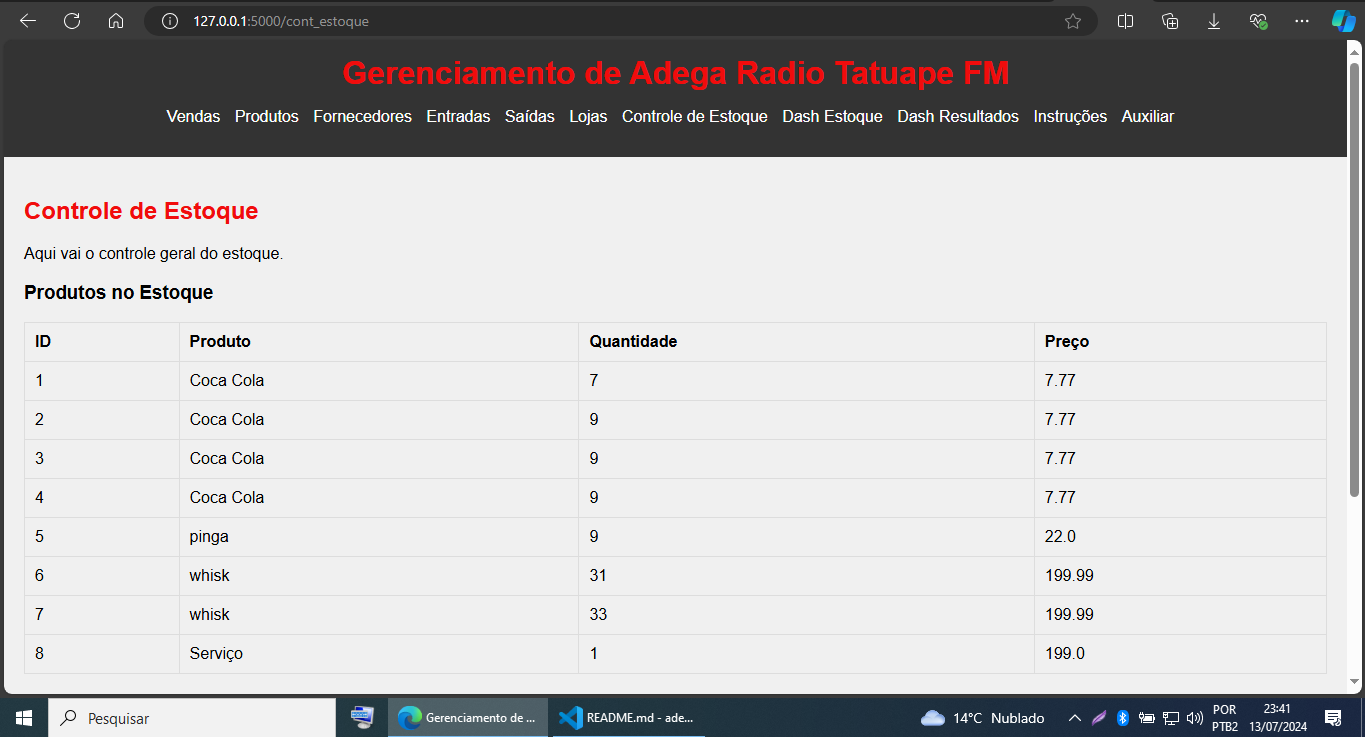 127.0.0.1:5000/cont_estoque
Gerenciamento de Adega Radio Tatuape FM
Vendas Produtos Fornecedores Entradas Saídas Lojas Controle de Estoque Dash Estoque Dash Resultados Instruções Auxiliar
Controle de Estoque
Aqui vai o controle geral do estoque.
Produtos no Estoque
ID Produto Quantidade Preço
1 Coca Cola 7 7.77
2 Coca Cola 9 7.77
3 Coca Cola 9 7.77
4 Coca Cola 9 7.77
5 pinga 9 22.0
6 whisk 31 199.99
7 whisk 33 199.99
8 Serviço 1 199.0
Pesquisar Gerenciamento de ... README.md - ade... 14°C Nublado POR 23:41
PTB2 13/07/2024